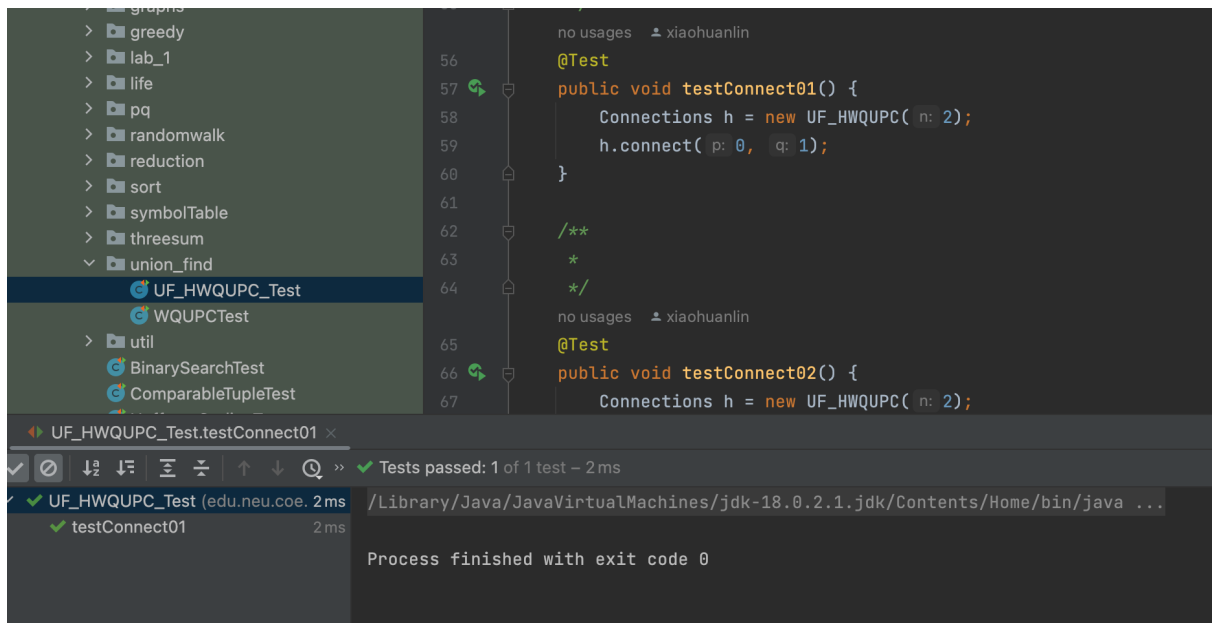 graphs
greedy
lab_1
life
pq
randomwalk
reduction
sort
symbolTable
threesum
union_find
UF_HWQUPC_Test
WQUPCTest
util
BinarySearchTest
ComparableTupleTest
no usages xiaohuanlin
56 @Test
57 public void testConnect01() {
58 Connections h = new UF_HWQUPC( n: 2);
59 h.connect( p: 0, q: 1);
60 }
61
62 /**
63 *
64 */
no usages xiaohuanlin
65 @Test
66 public void testConnect02() {
67 Connections h = new UF_HWQUPC( n: 2);
UF_HWQUPC_Test.testConnect01
Tests passed: 1 of 1 test – 2 ms
UF_HWQUPC_Test (edu.neu.coe. 2 ms
testConnect01 2 ms
/Library/Java/JavaVirtualMachines/jdk-18.0.2.1.jdk/Contents/Home/bin/java ...
Process finished with exit code 0